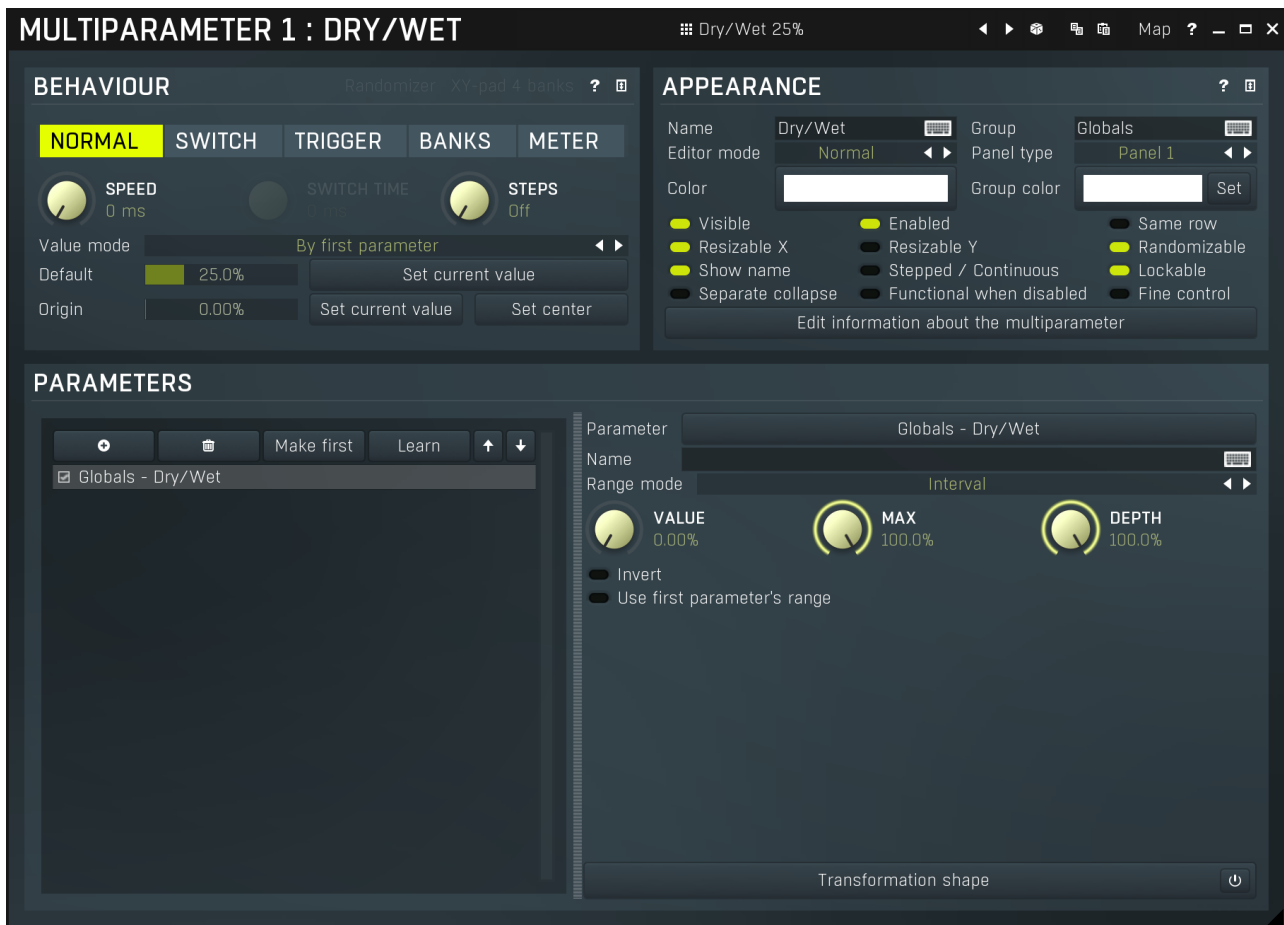 MULTIPARAMETER 1 : DRY/WET
Dry/Wet 25%
Map ?
BEHAVIOUR
Randomizer XY-pad 4 banks ?
NORMAL SWITCH TRIGGER BANKS METER
SPEED
0 ms
SWITCH TIME
0 ms
STEPS
Off
Value mode By first parameter
Default 25.0% Set current value
Origin 0.00% Set current value Set center
APPEARANCE ?
Name Dry/Wet Group Globals
Editor mode Normal Panel type Panel 1
Color Group color Set
Visible Enabled Same row
Resizable X Resizable Y Randomizable
Show name Stepped / Continuous Lockable
Separate collapse Functional when disabled Fine control
Edit information about the multiparameter
PARAMETERS
Make first Learn
Globals - Dry/Wet
Parameter Globals - Dry/Wet
Name
Range mode Interval
VALUE
0.00%
MAX
100.0%
DEPTH
100.0%
Invert
Use first parameter's range
Transformation shape